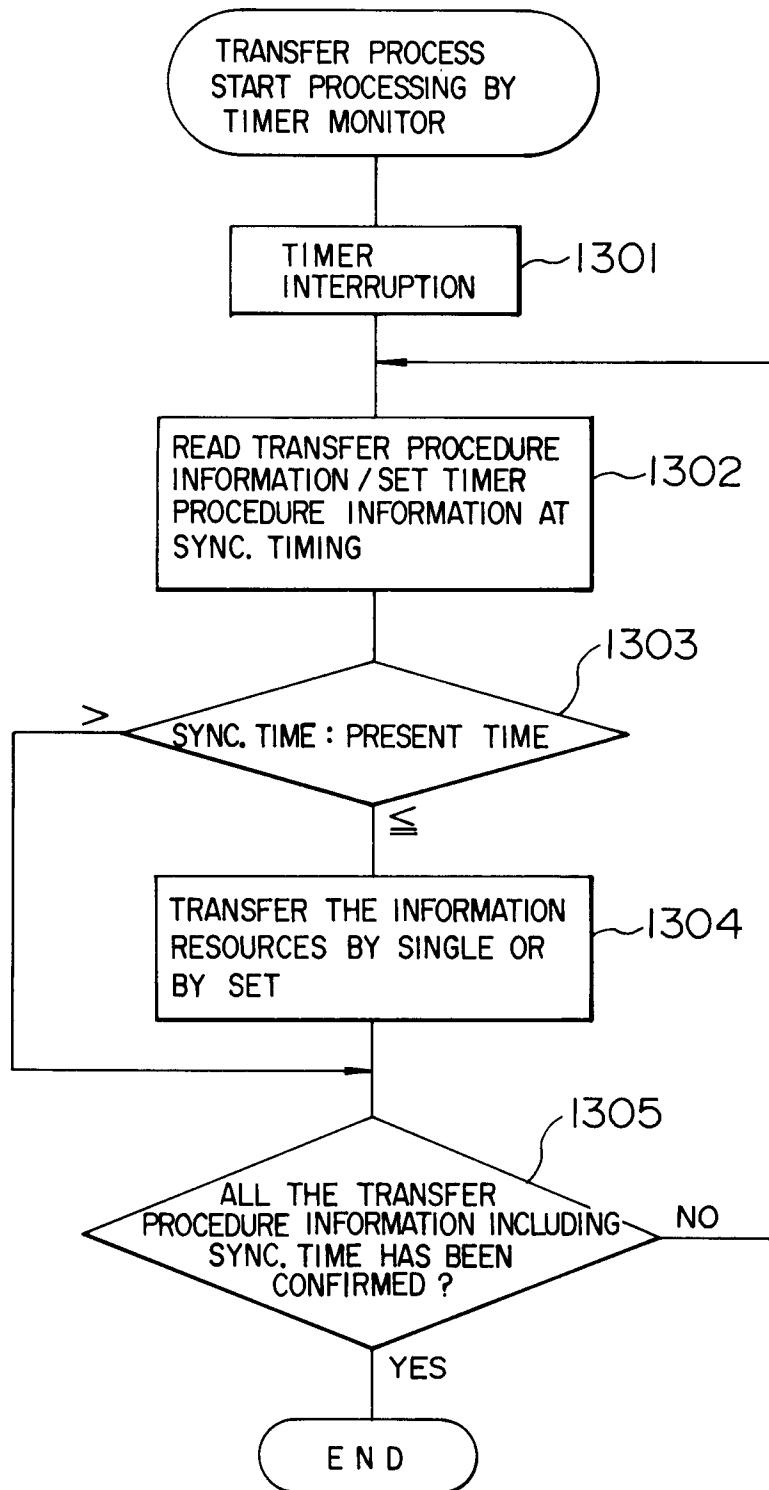 TRANSFER PROCESS
START PROCESSING BY
TIMER MONITOR
TIMER
INTERRUPTION
1301
READ TRANSFER PROCEDURE
INFORMATION / SET TIMER
PROCEDURE INFORMATION AT
SYNC. TIMING
1302
1303
>
SYNC. TIME : PRESENT TIME
≦
TRANSFER THE INFORMATION
RESOURCES BY SINGLE OR
BY SET
1304
1305
ALL THE TRANSFER
PROCEDURE INFORMATION INCLUDING
SYNC. TIME HAS BEEN
CONFIRMED ?
NO
YES
END